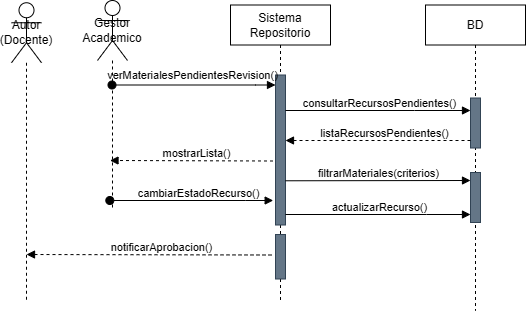 Autor
(Docente)
Gestor
Academico
Sistema
Repositorio
BD
verMaterialesPendientesRevision()
consultarRecursosPendientes()
listaRecursosPendientes()
mostrarLista()
filtrarMateriales(criterios)
cambiarEstadoRecurso()
actualizarRecurso()
notificarAprobacion()